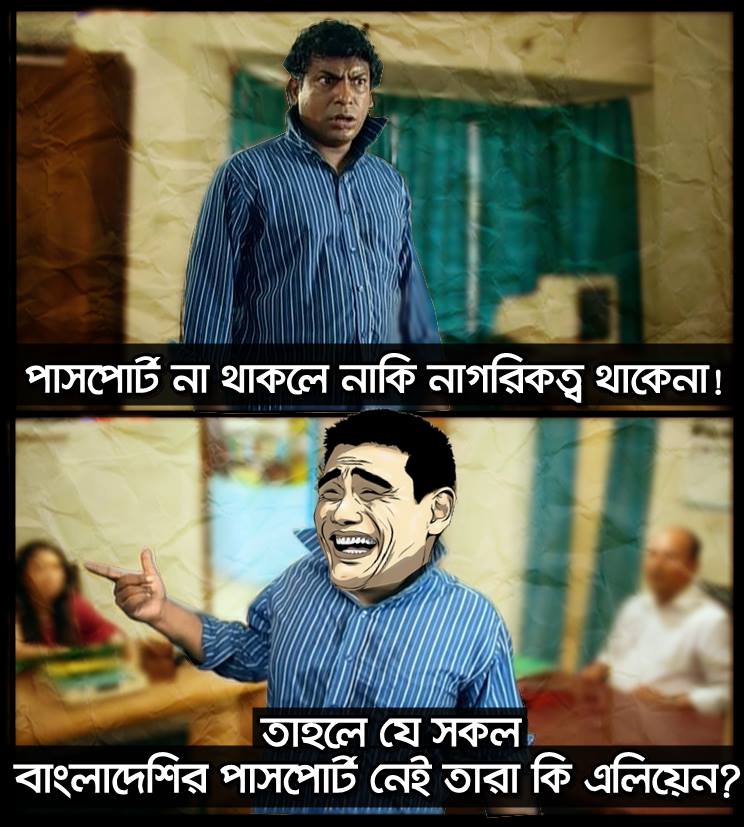 পাসপোর্ট না থাকলে নাকি নাগরিকত্ব থাকেনা!
তাহলে যে সকল
বাংলাদেশির পাসপোর্ট নেই তারা কি এলিয়েন?